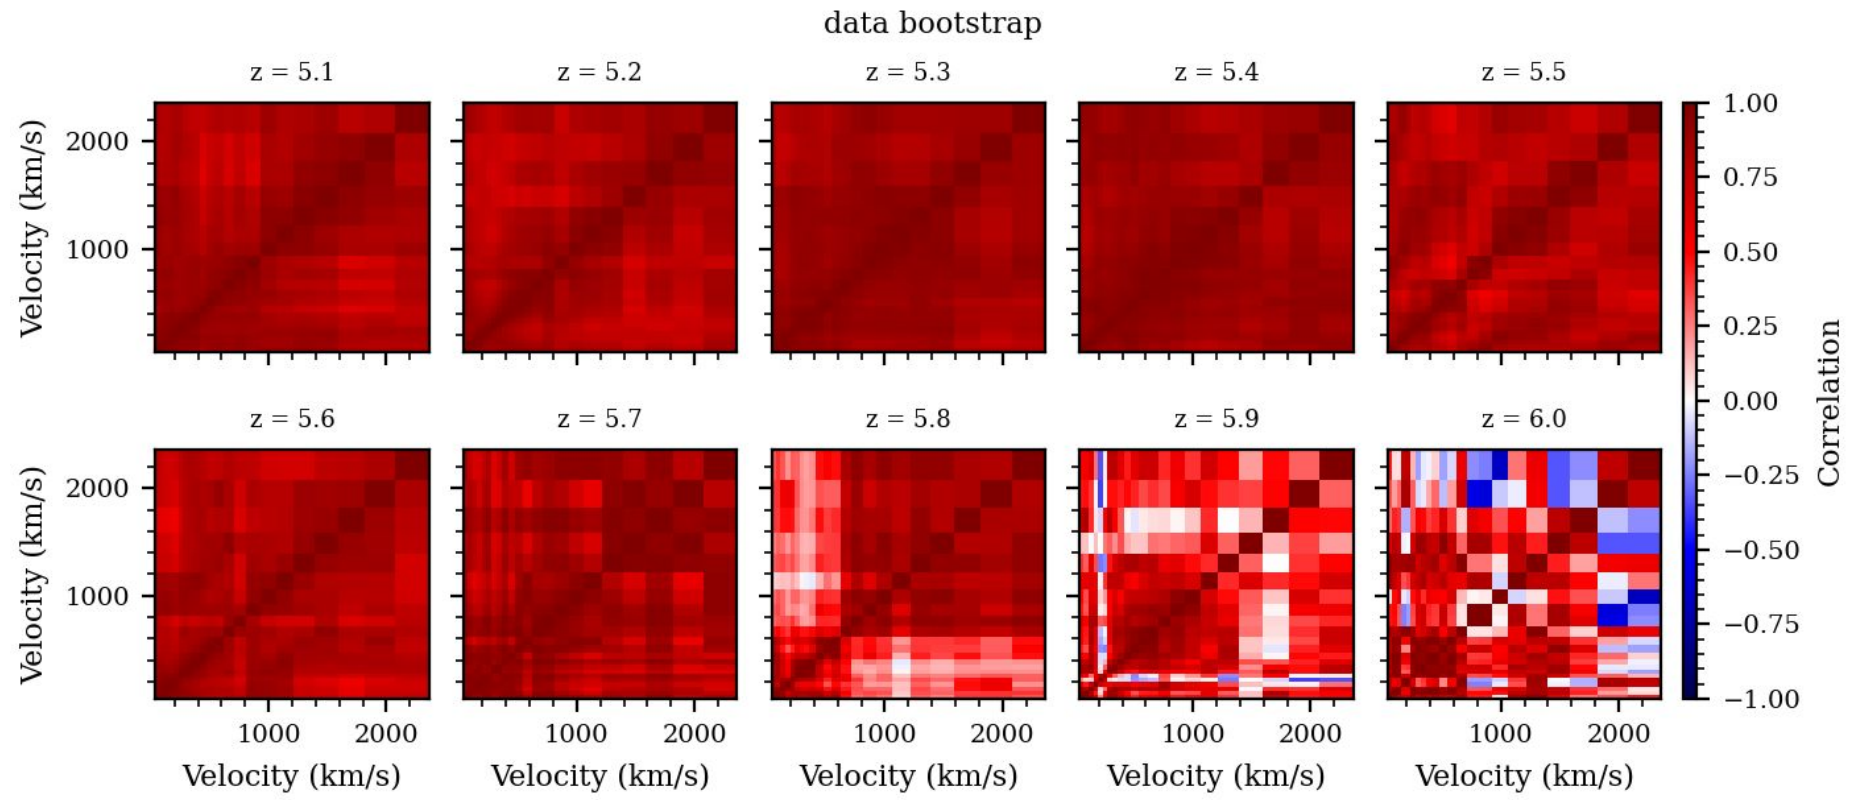 data bootstrap
z = 5.1
z = 5.2
z = 5.3
z = 5.4
z = 5.5
Velocity (km/s)
2000
1000
z = 5.6
z = 5.7
z = 5.8
z = 5.9
z = 6.0
Velocity (km/s)
2000
1000
1000 2000
1000 2000
1000 2000
1000 2000
1000 2000
Velocity (km/s)
Velocity (km/s)
Velocity (km/s)
Velocity (km/s)
Velocity (km/s)
1.00
0.75
0.50
0.25
0.00
−0.25
−0.50
−0.75
−1.00
Correlation